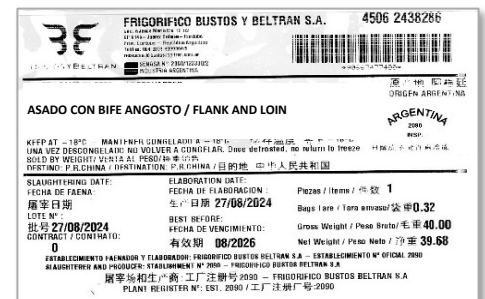 FRIGORIFICO BUSTOS Y BELTRAN S.A.
4506 2438286
INDUSTRIA ARGENTINA
ORIGEN ARGENTINA
ASADO CON BIFE ANGOSTO / FLANK AND LOIN
ARGENTINA
2090
INSP.
KEEP AT -18°C MANTENER CONGELADO A -18°C
UNA VEZ DESCONGELADO NO VOLVER A CONGELAR. Once defrosted, no return to freeze
SOLD BY WEIGHT/ VENTA AL PESO/
DESTINO: P.R.CHINA / DESTINATION: P.R.CHINA /目的地 中华人民共和国
SLAUGHTERING DATE:
FECHA DE FAENA:
屠宰日期
LOTE N° :
批号 27/08/2024
CONTRACT / CONTRATO:
0
ELABORATION DATE:
FECHA DE ELABORACION :
生产日期 27/08/2024
BEST BEFORE:
FECHA DE VENCIMIENTO:
有效期 08/2026
Piezas / Items / 件数 1
Bags Tare / Tara envase/ 袋重0.32
Gross Weight / Peso Bruto/ 毛重 40.00
Net Weight / Peso Neto / 净重 39.68
ESTABLECIMIENTO FAENADOR Y ELABORADOR: FRIGORIFICO BUSTOS BELTRAN S.A - ESTABLECIMIENTO N° OFICIAL 2090
SLAUGHTERER AND PRODUCER: STABLISHMENT N° 2090 - FRIGORIFICO BUSTOS BELTRAN S.A
屠宰场和生产商: 工厂注册号 2090 - FRIGORIFICO BUSTOS BELTRAN S.A
PLANT REGISTER N°: EST. 2090 / 工厂注册号:2090